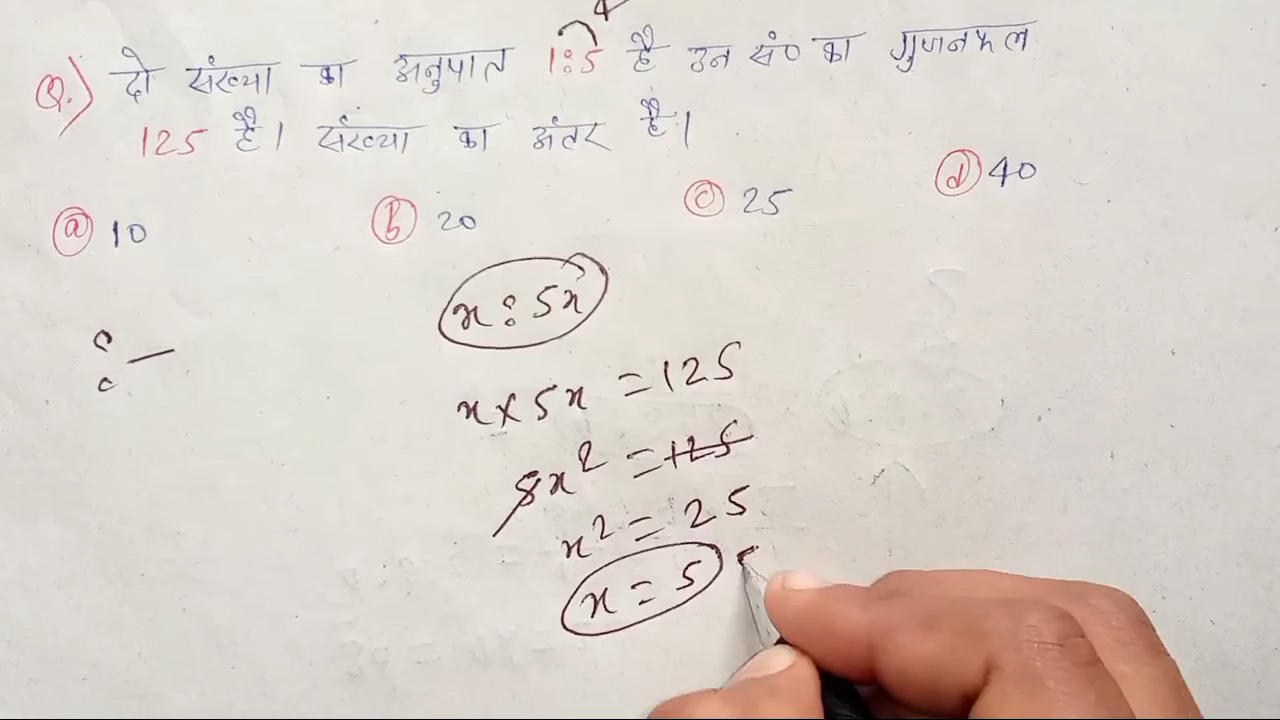 4
Q.) दो संख्या का अनुपात 1:5 है उन सं० का गुणनफल
125 है। संख्या का अंतर है।
(a) 10 (b) 20 (c) 25 (d) 40
x : 5x
:-
x × 5x = 125
5x² = 125
x² = 25
x = 5